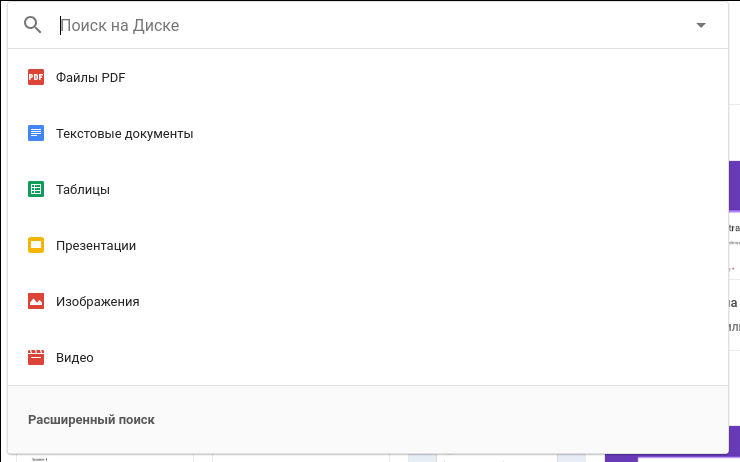 Поиск на Диске
PDF
Файлы PDF
Текстовые документы
Таблицы
Презентации
Изображения
Видео
Расширенный поиск